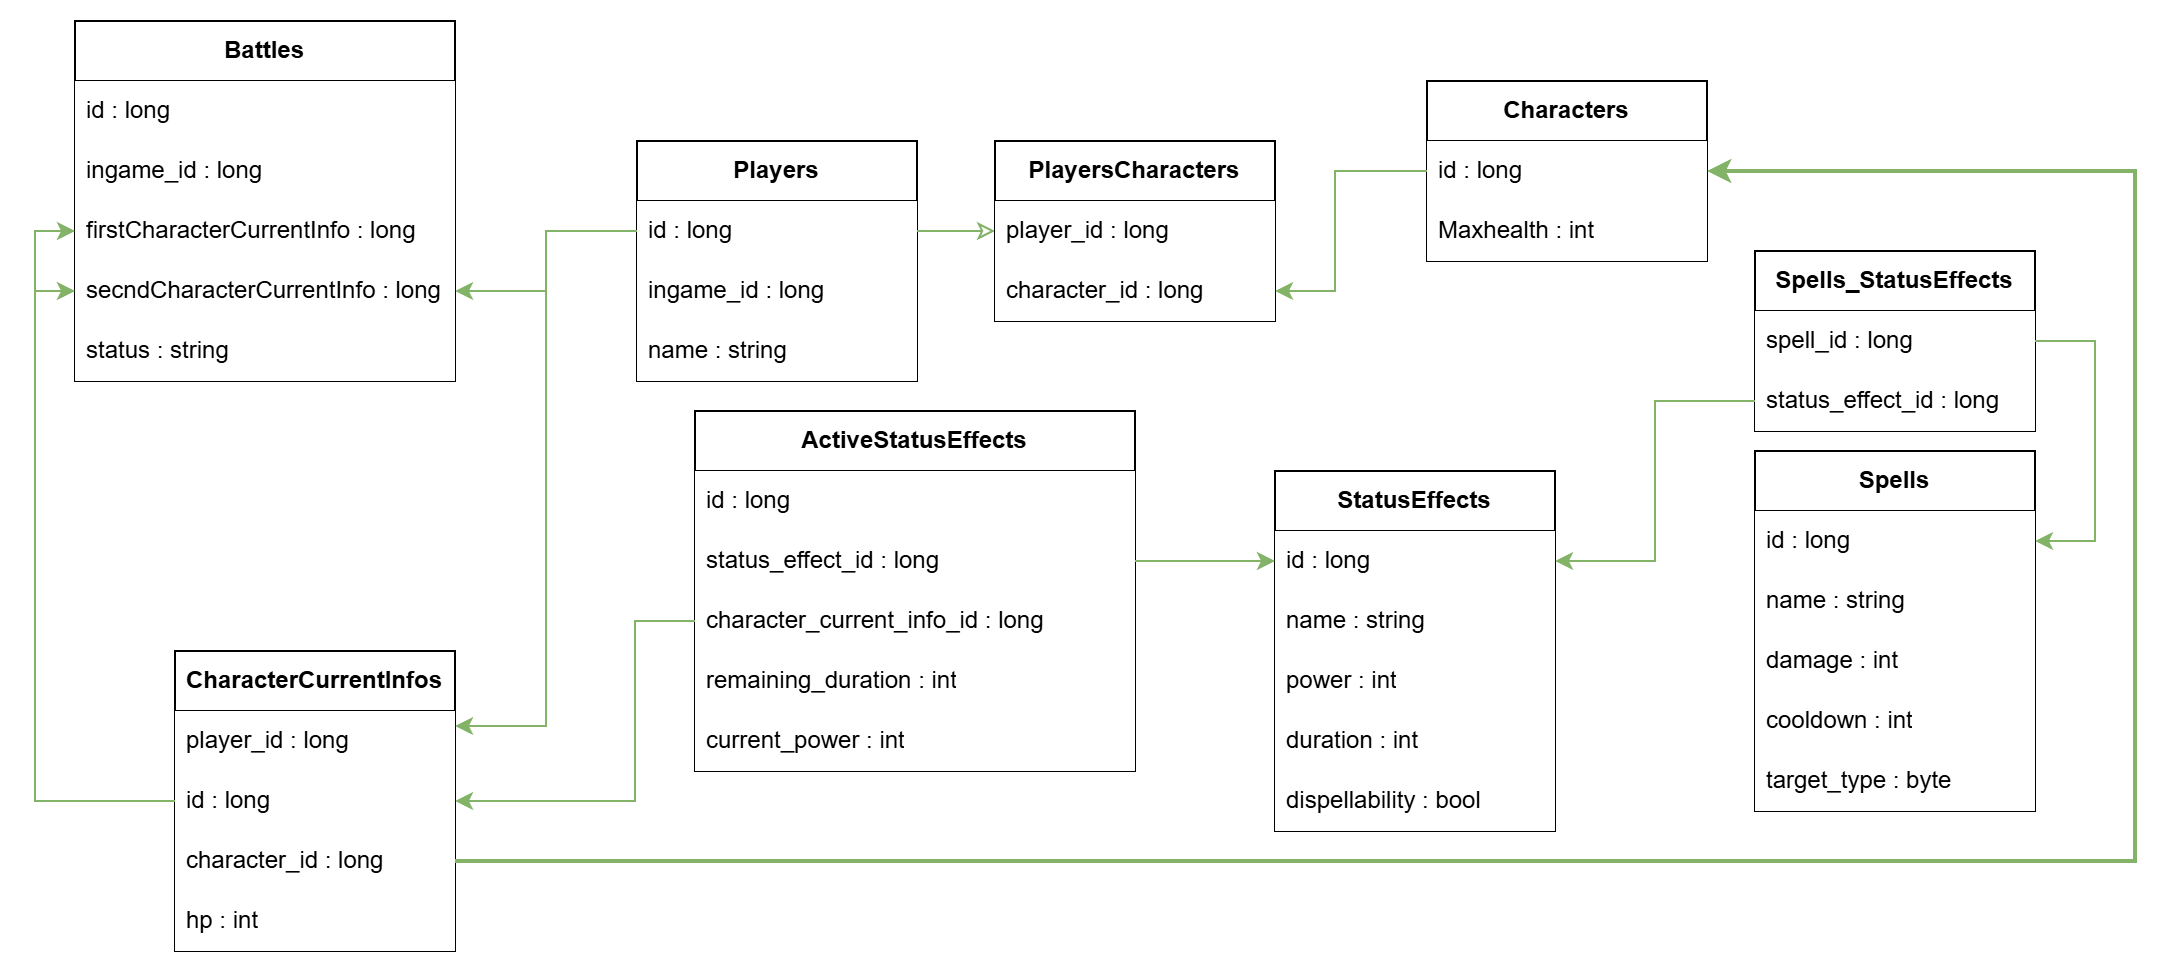 Battles
id : long
ingame_id : long
firstCharacterCurrentInfo : long
secndCharacterCurrentInfo : long
status : string
Players
id : long
ingame_id : long
name : string
PlayersCharacters
player_id : long
character_id : long
Characters
id : long
Maxhealth : int
Spells_StatusEffects
spell_id : long
status_effect_id : long
ActiveStatusEffects
id : long
status_effect_id : long
character_current_info_id : long
remaining_duration : int
current_power : int
StatusEffects
id : long
name : string
power : int
duration : int
dispellability : bool
Spells
id : long
name : string
damage : int
cooldown : int
target_type : byte
CharacterCurrentInfos
player_id : long
id : long
character_id : long
hp : int